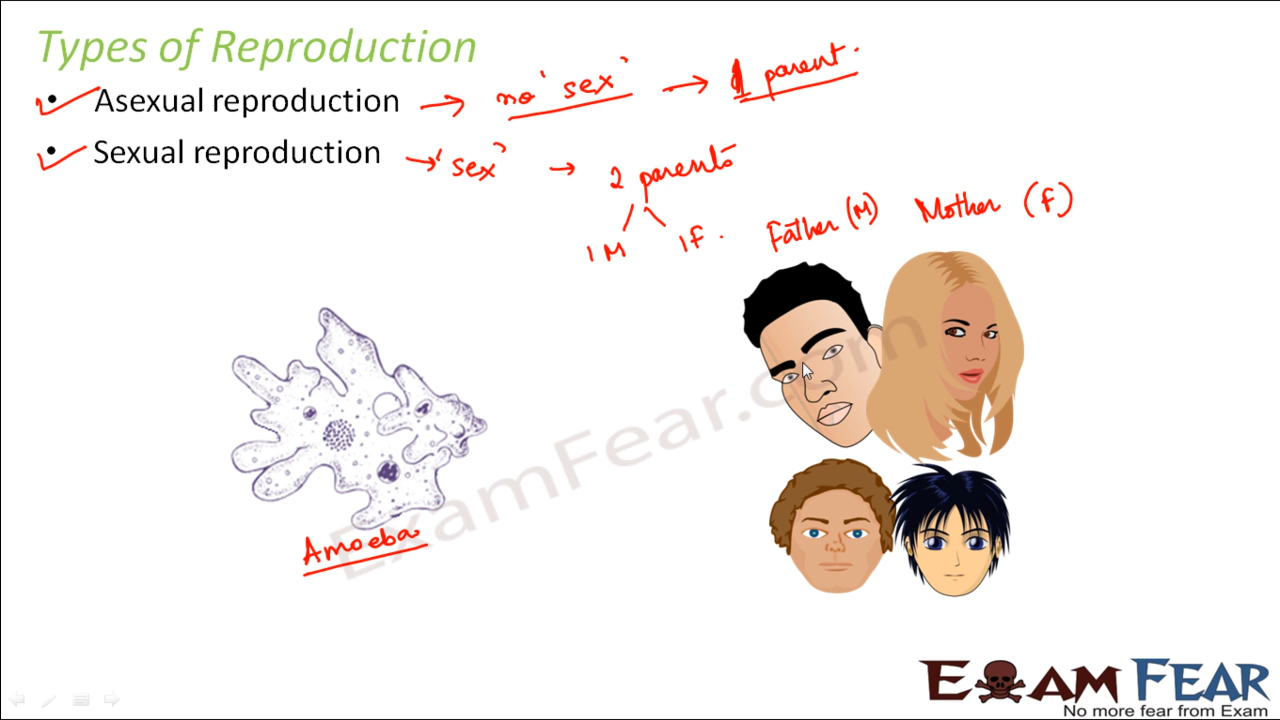 Types of Reproduction
• Asexual reproduction → no 'sex' → 1 parent.
• Sexual reproduction → 'sex' → 2 parents
1M 1F. Father (M) Mother (F)
ExamFear.com
Amoeba
EXAM FEAR
No more fear from Exam